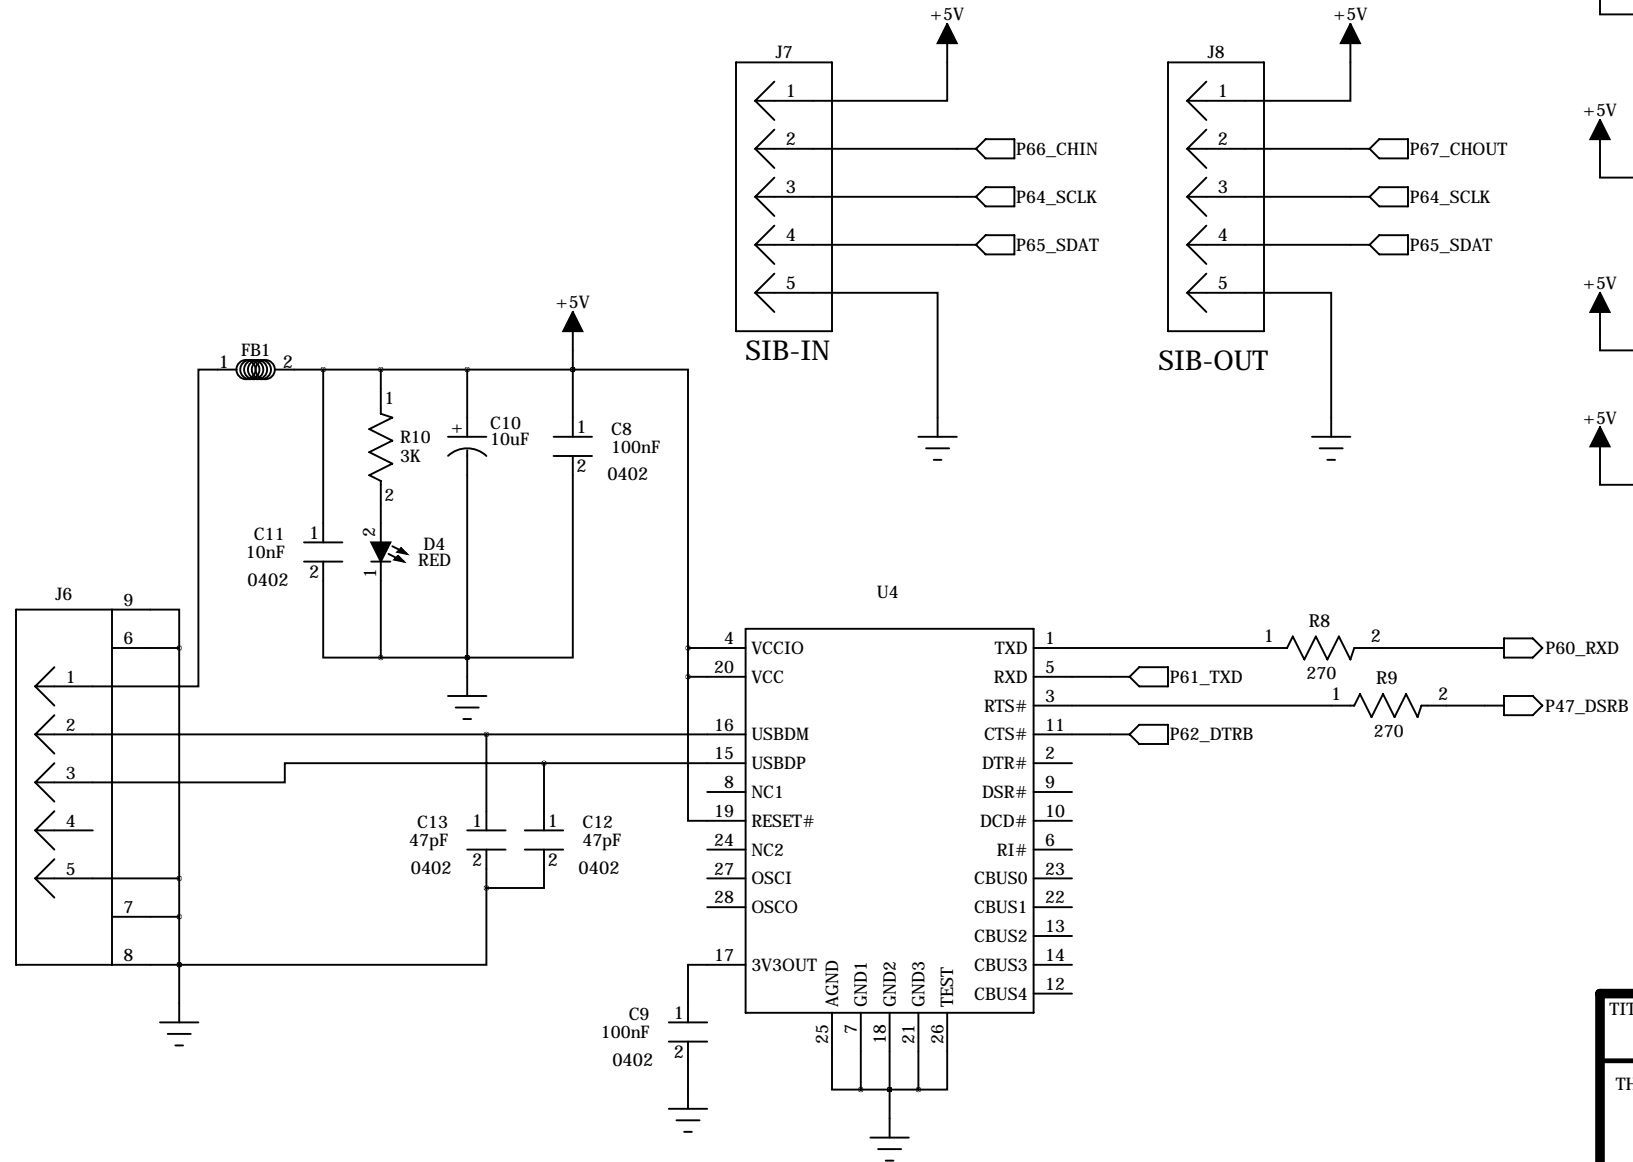 +5V
+5V
J7
J8
1
1
+5V
2
P66_CHIN
2
P67_CHOUT
3
P64_SCLK
3
P64_SCLK
4
P65_SDAT
4
P65_SDAT
5
5
+5V
+5V
SIB-IN
SIB-OUT
FB1
1
2
+5V
1
R10
3K
2
+
C10
10uF
1
C8
100nF
2
0402
C11
10nF
0402
1
2
2
1
D4
RED
J6
9
6
1
2
3
4
5
7
8
U4
4
VCCIO
20
VCC
16
USBDM
15
USBDP
8
NC1
19
RESET#
24
NC2
27
OSCI
28
OSCO
17
3V3OUT
TXD
1
RXD
5
RTS#
3
CTS#
11
DTR#
2
DSR#
9
DCD#
10
RI#
6
CBUS0
23
CBUS1
22
CBUS2
13
CBUS3
14
CBUS4
12
AGND
GND1
GND2
GND3
TEST
25
7
18
21
26
R8
1
2
270
P60_RXD
P61_TXD
R9
1
2
270
P47_DSRB
P62_DTRB
C13
47pF
0402
1
2
1
2
C12
47pF
0402
C9
100nF
0402
1
2